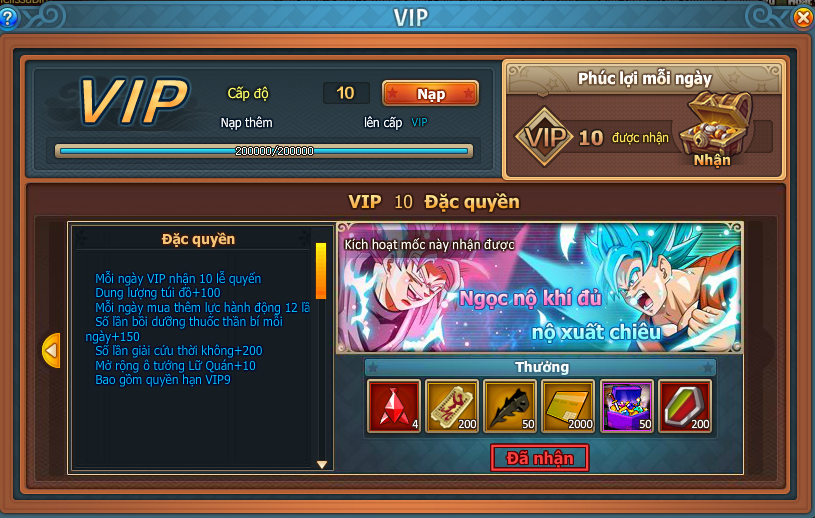 VIP
VIP
Cấp độ 10 Nạp
Nạp thêm lên cấp VIP
200000/200000
Phúc lợi mỗi ngày
VIP 10 được nhận
Nhận
VIP 10 Đặc quyền
Đặc quyền
Mỗi ngày VIP nhận 10 lễ quyến
Dung lượng túi đồ+100
Mỗi ngày mua thêm lực hành động 12 lầ
Số lần bồi dưỡng thuốc thần bí mỗi
ngày+150
Số lần giải cứu thời không+200
Mở rộng ô tướng Lữ Quán+10
Bao gồm quyền hạn VIP9
Kích hoạt mốc này nhận được
Ngọc nộ khí đủ
nộ xuất chiêu
Thưởng
4 200 50 2000 50 200
Đã nhận